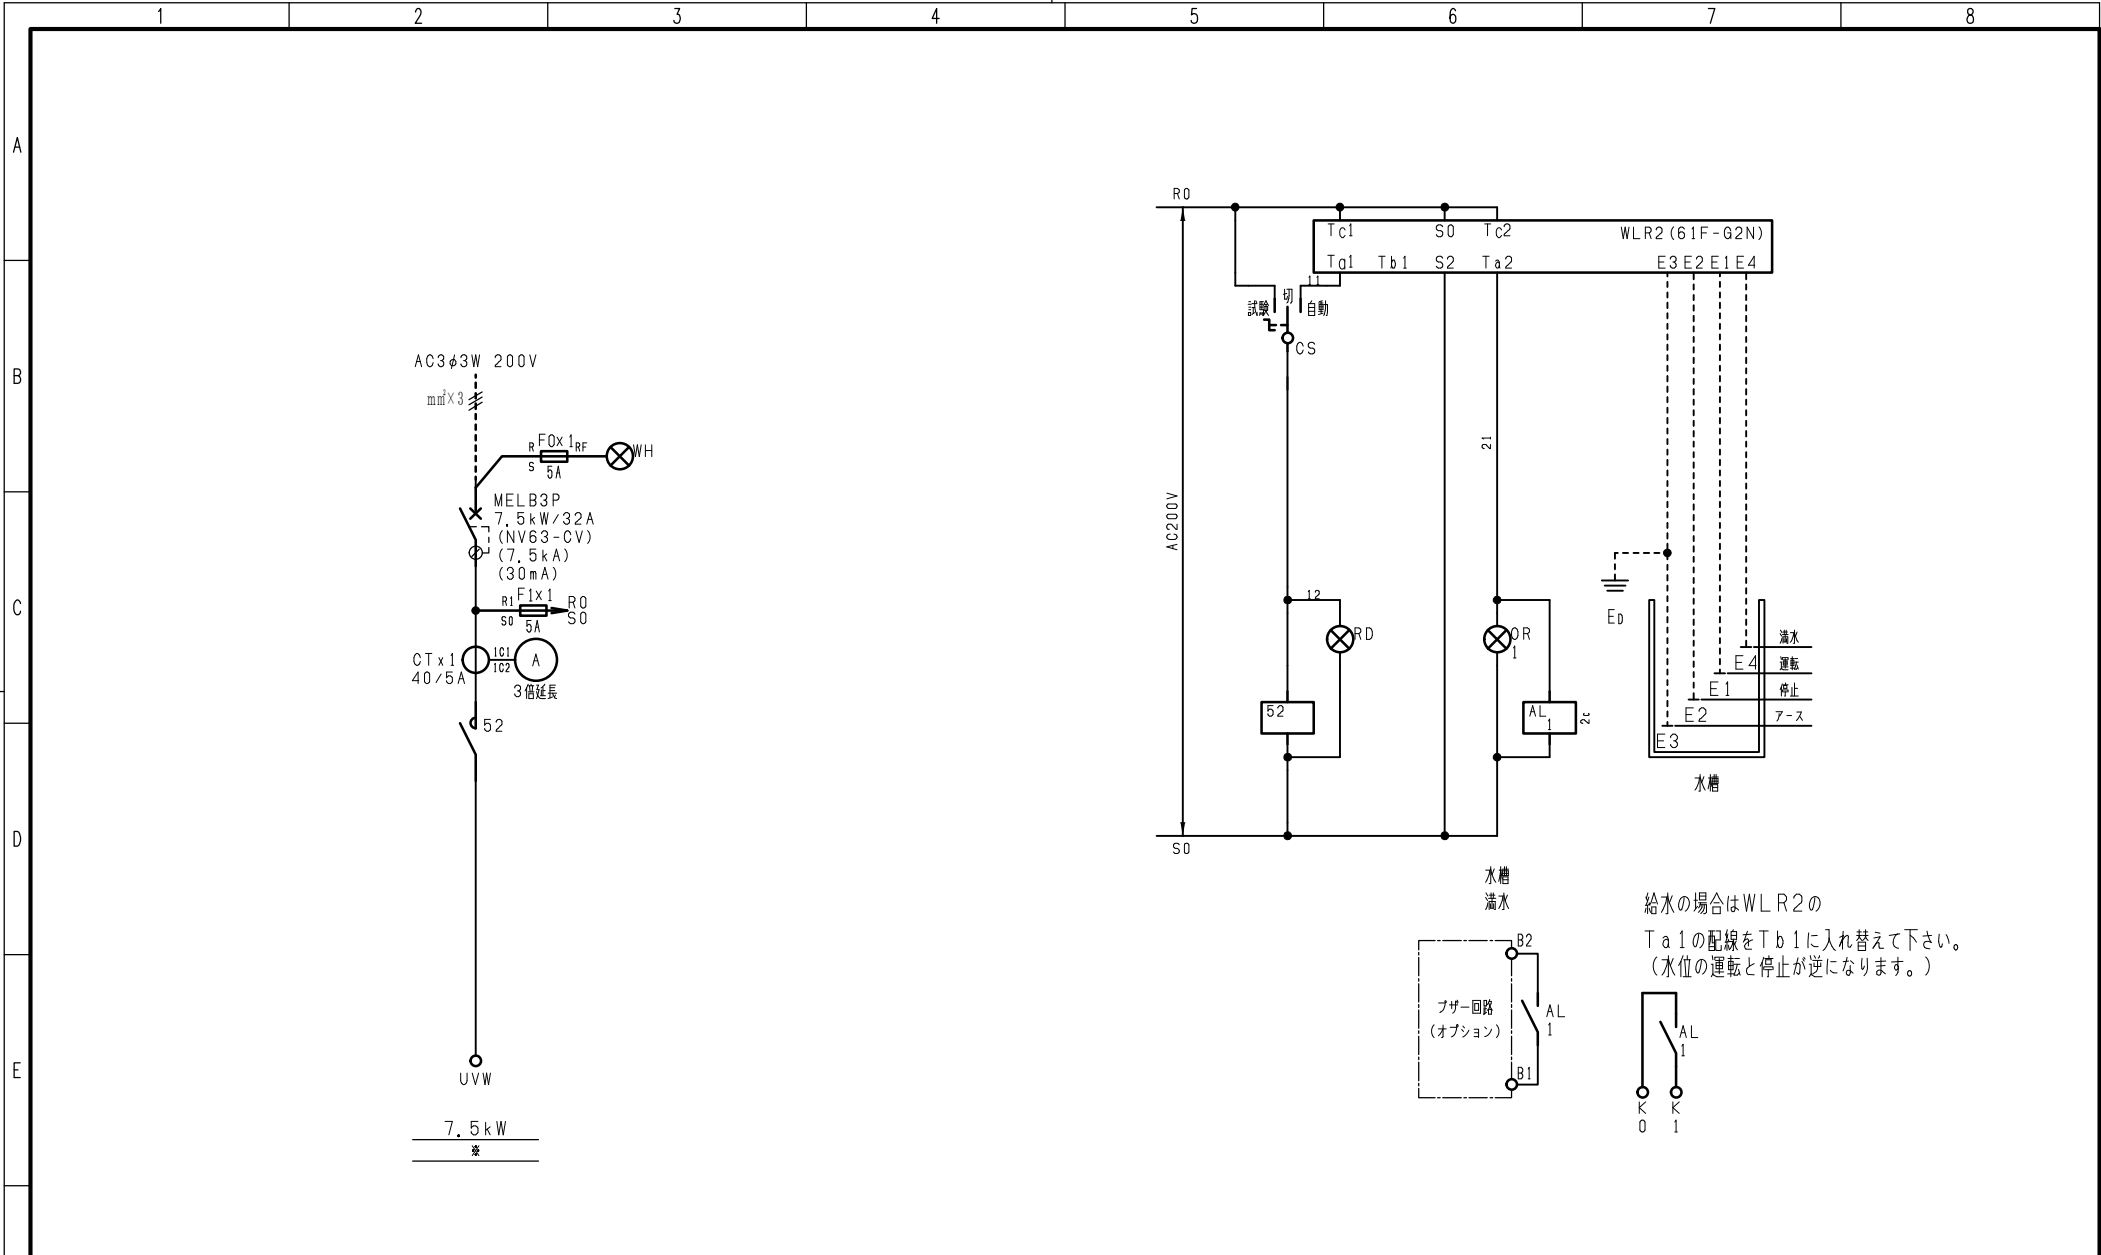 1 2 3 4 5 6 7 8
A
B
C
D
E
AC3φ3W 200V
mm²×3
R F0x1 RF
S 5A
WH
MELB3P
7.5kW/32A
(NV63-CV)
(7.5kA)
(30mA)
R1 F1x1 R0
S0 5A S0
CTx1
40/5A
1C1
1C2
A
3倍延長
52
UVW
7.5kW
※
R0
AC200V
S0
Tc1 S0 Tc2 WLR2(61F-G2N)
Ta1 Tb1 S2 Ta2 E3 E2 E1 E4
11
試験 切 自動
CS
21
12
RD
OR
1
52
AL
1
2c
ED
満水
E4 運転
E1 停止
E2 アース
E3
水槽
水槽
満水
給水の場合はWLR2の
Ta1の配線をTb1に入れ替えて下さい。
(水位の運転と停止が逆になります。)
B2
ブザー回路
(オプション)
AL
1
B1
AL
1
K K
0 1